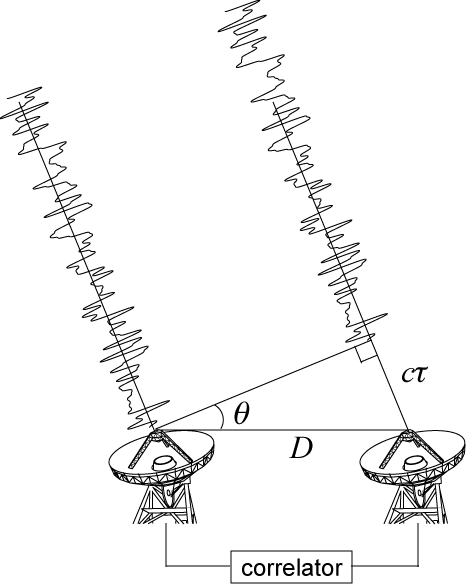 cτ
θ
D
correlator